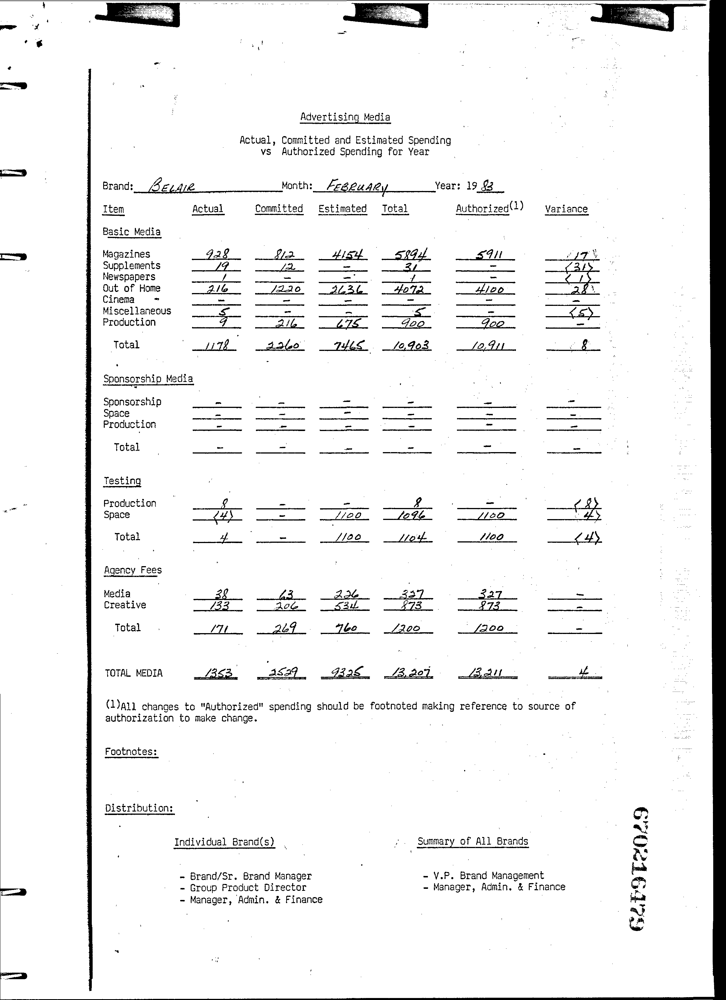 Advertising Media
Actual, Committed and Estimated Spending
vs Authorized Spending for Year
Brand: BELAIR Month: FEBRUARY Year: 19 83
Item Actual Committed Estimated Total Authorized(1) Variance
Basic Media
Magazines 928 812 4154 5894 5911 17
Supplements 19 12 - 31 - <31>
Newspapers 1 - - 1 - <1>
Out of Home 216 1220 2636 4072 4100 28
Cinema - - - - - - -
Miscellaneous 5 - - 5 - <5>
Production 9 216 675 900 900 -
Total 1178 2260 7465 10,903 10,911 8
Sponsorship Media
Sponsorship - - - - - -
Space - - - - - -
Production - - - - - -
Total - - - - - -
Testing
Production 8 - - 8 - <8>
Space <4> - 1100 1096 1100 4>
Total 4 - 1100 1104 1100 <4>
Agency Fees
Media 38 63 226 327 327 -
Creative 133 206 534 873 873 -
Total 171 269 760 1200 1200 -
TOTAL MEDIA 1353 2529 9325 13,207 13,211 4
(1)All changes to "Authorized" spending should be footnoted making reference to source of
authorization to make change.
Footnotes:
Distribution:
Individual Brand(s) Summary of All Brands
- Brand/Sr. Brand Manager - V.P. Brand Management
- Group Product Director - Manager, Admin. & Finance
- Manager, Admin. & Finance
670216479